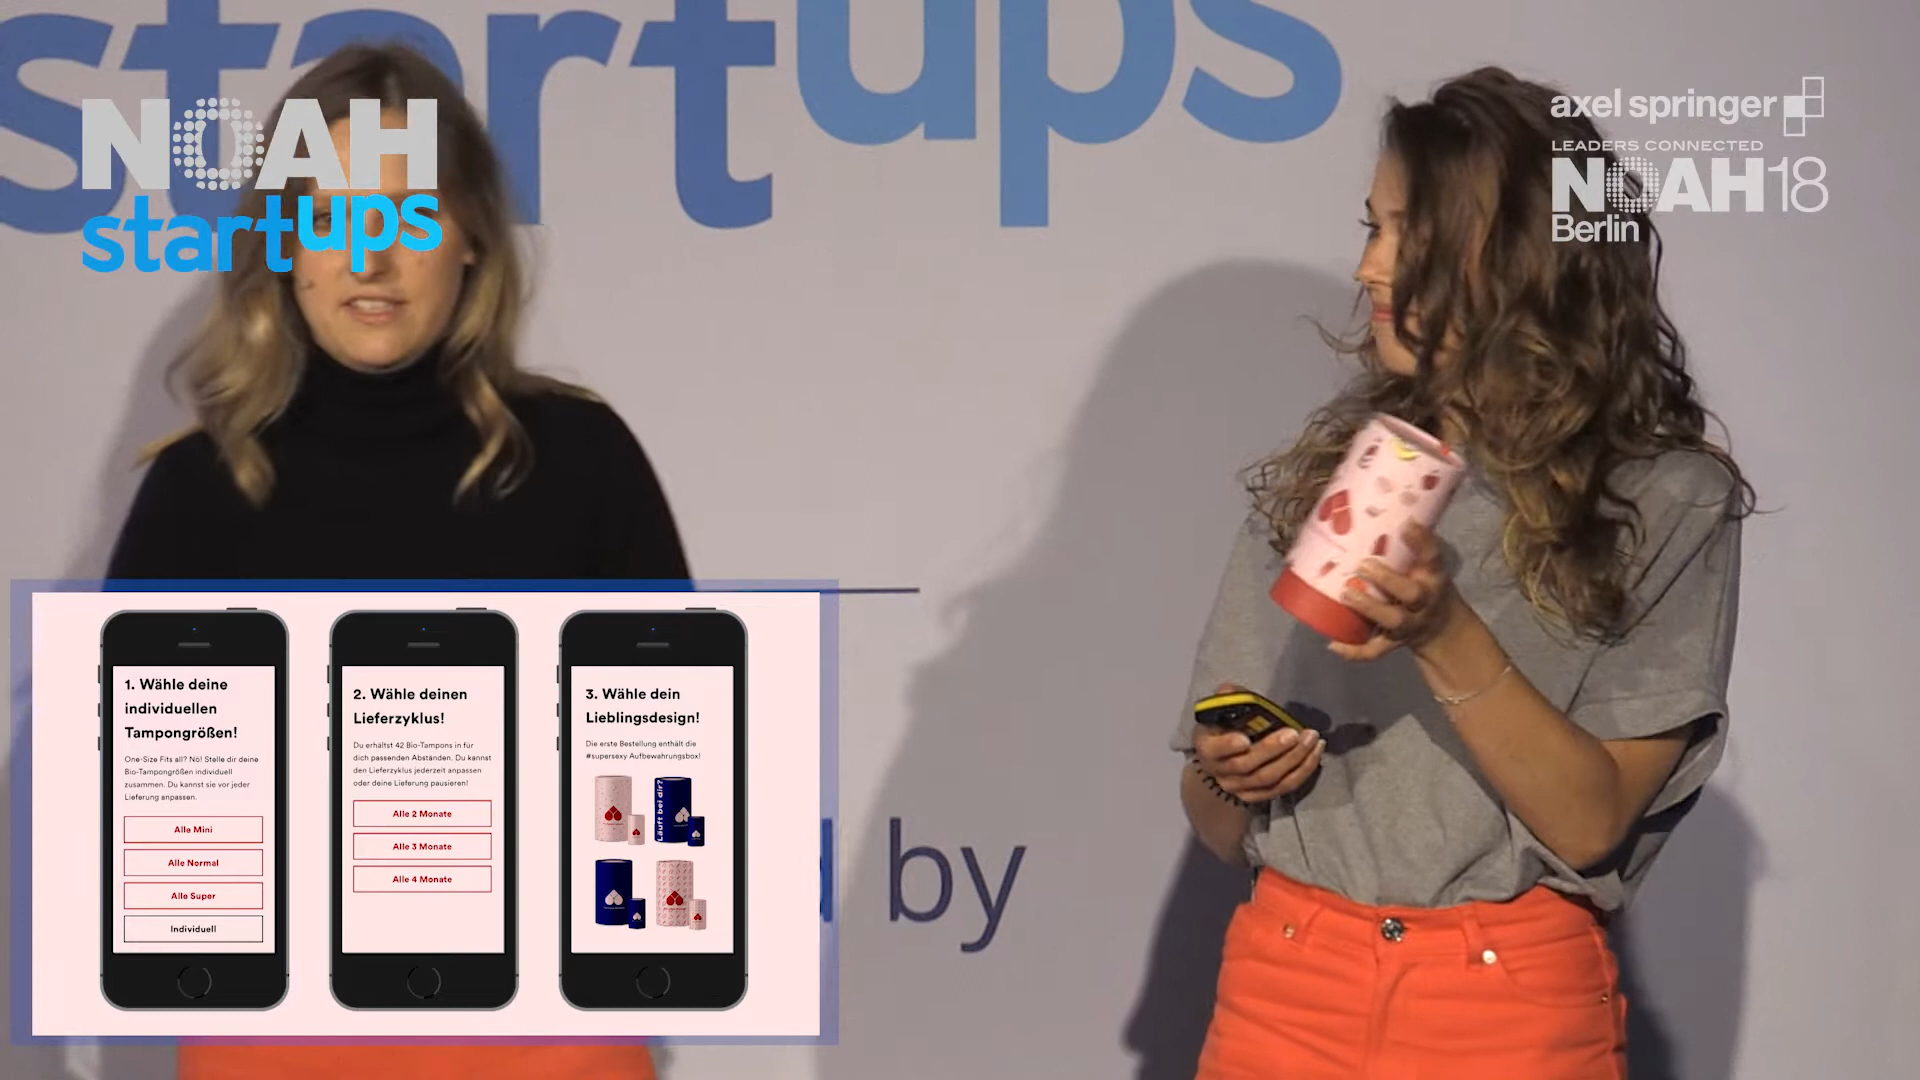 startups
NOAH
startups
axel springer
LEADERS CONNECTED
NOAH18
Berlin
by
1. Wähle deine
individuellen
Tampongrößen!
One-Size Fits all? Nö! Stelle dir deine
Bio-Tampongrößen individuell
zusammen. Du kannst sie vor jeder
Lieferung anpassen.
Alle Mini
Alle Normal
Alle Super
Individuell
2. Wähle deinen
Lieferzyklus!
Du erhältst 42 Bio-Tampons in für
dich passenden Abständen. Du kannst
den Lieferzyklus jederzeit anpassen
oder deine Lieferung pausieren!
Alle 2 Monate
Alle 3 Monate
Alle 4 Monate
3. Wähle dein
Lieblingsdesign!
Die erste Bestellung enthält die
#supersexy Aufbewahrungsbox!
Läuft bei dir?